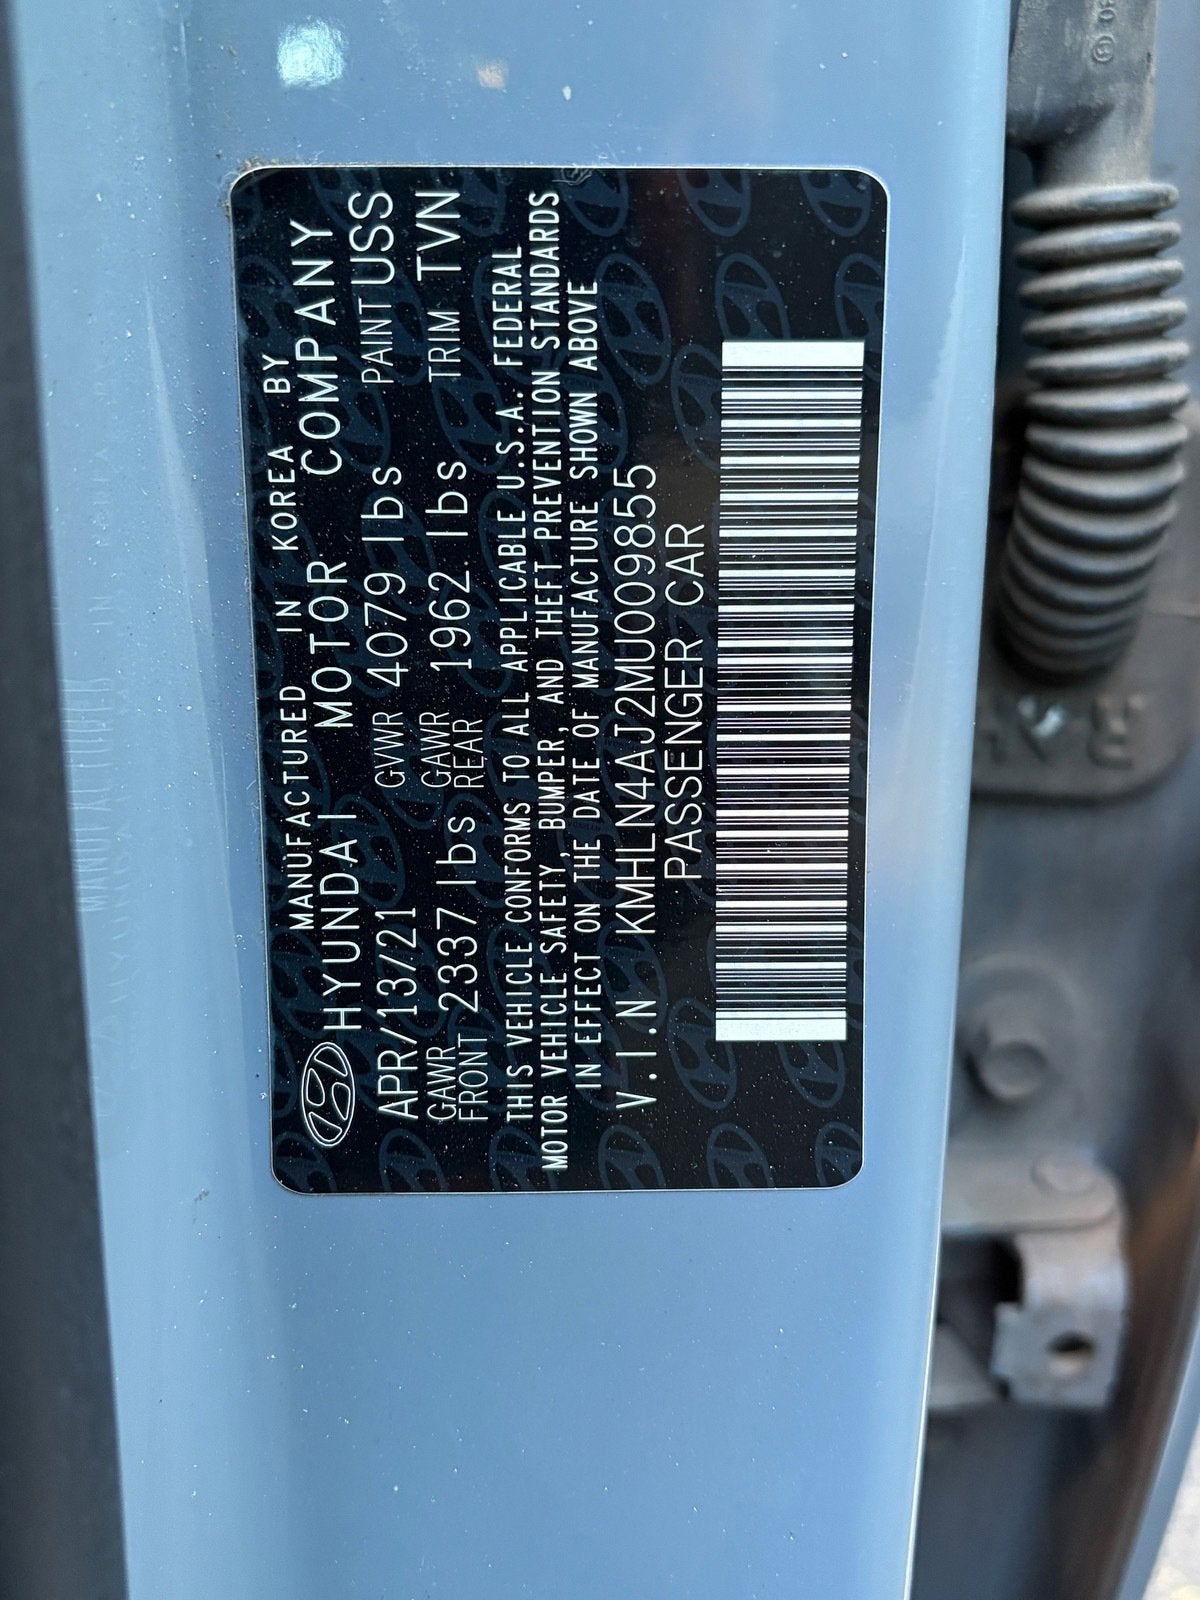 MANUFACTURED IN KOREA BY
HYUNDAI MOTOR COMPANY
APR/13/21 GVWR 4079 lbs PAINT USS
GAWR FRONT 2337 lbs GAWR REAR 1962 lbs TRIM TVN
THIS VEHICLE CONFORMS TO ALL APPLICABLE U.S.A. FEDERAL
MOTOR VEHICLE SAFETY, BUMPER, AND THEFT PREVENTION STANDARDS
IN EFFECT ON THE DATE OF MANUFACTURE SHOWN ABOVE
V.I.N KMHLN4AJ2MU009855
PASSENGER CAR